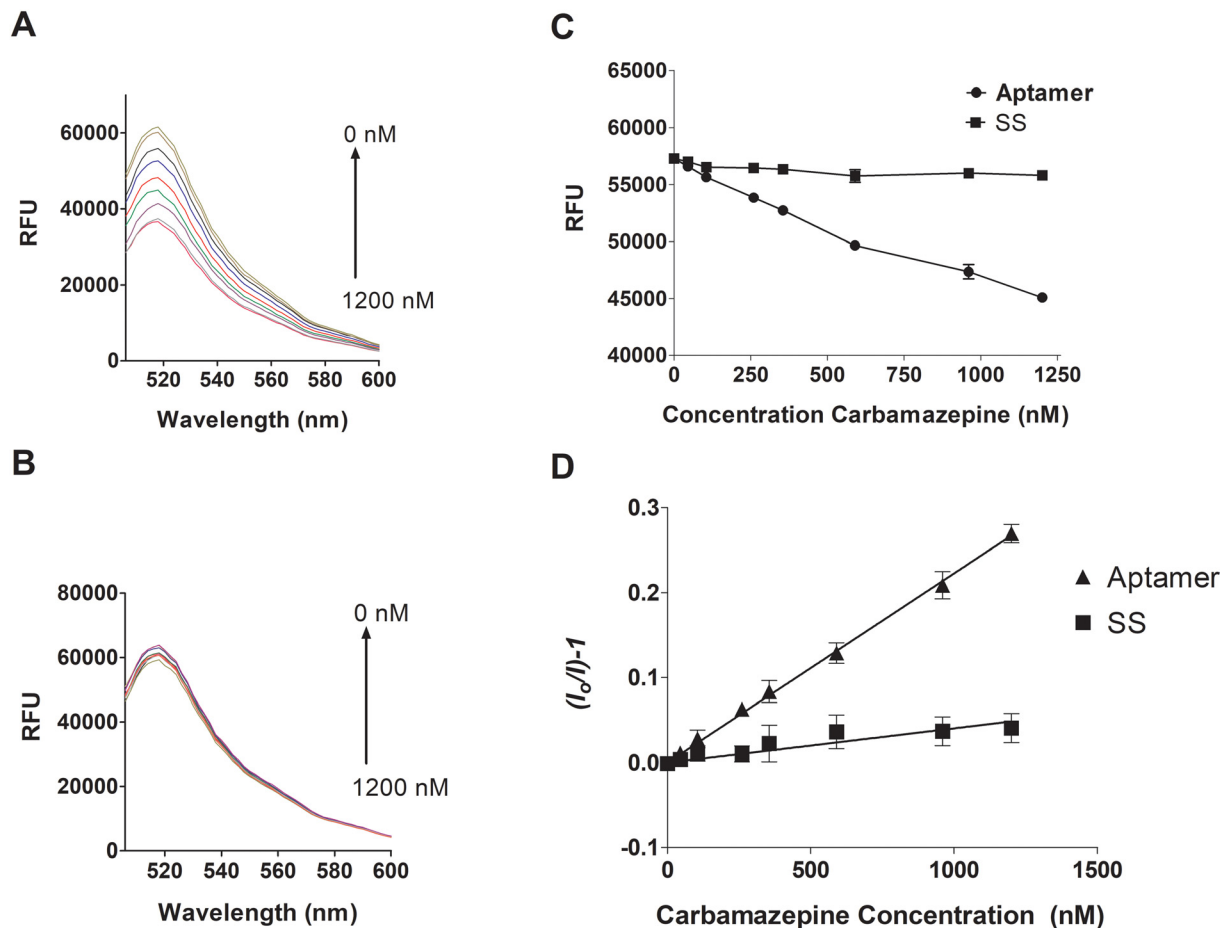 A
60000
40000
20000
0
RFU
0 nM
1200 nM
520 540 560 580 600
Wavelength (nm)
B
80000
60000
40000
20000
0
RFU
0 nM
1200 nM
520 540 560 580 600
Wavelength (nm)
C
65000
60000
55000
50000
45000
40000
RFU
Aptamer
SS
0 250 500 750 1000 1250
Concentration Carbamazepine (nM)
D
0.3
0.2
0.1
0.0
-0.1
(Io/I)-1
Aptamer
SS
0 500 1000 1500
Carbamazepine Concentration (nM)